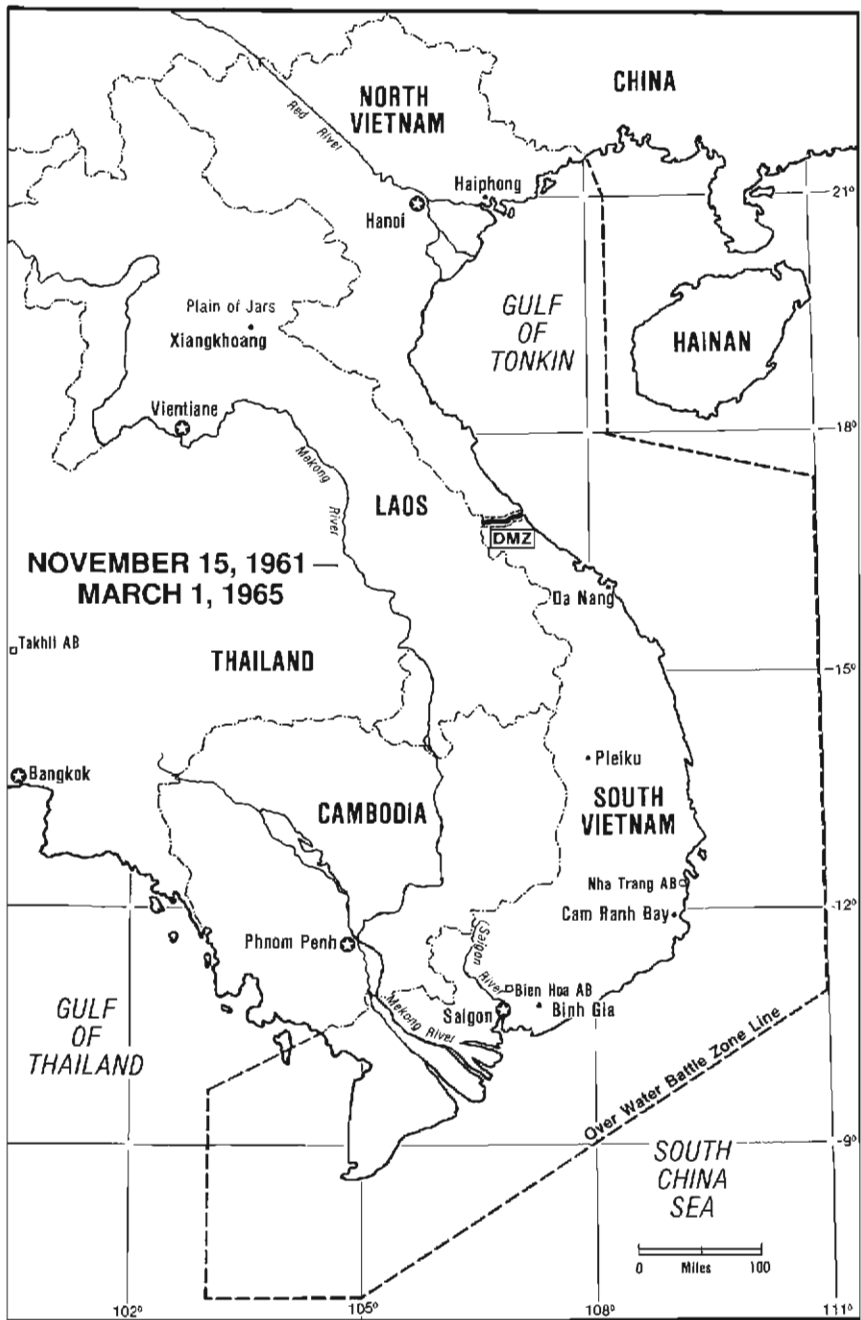 CHINA
NORTH
VIETNAM
Red River
Haiphong
21°
Hanoi
Plain of Jars
Xiangkhoang
GULF
OF
TONKIN
HAINAN
Vientiane
18°
Mekong
River
LAOS
DMZ
NOVEMBER 15, 1961 —
MARCH 1, 1965
Da Nang
Takhli AB
THAILAND
15°
Pleiku
Bangkok
CAMBODIA
SOUTH
VIETNAM
Nha Trang AB
12°
Cam Ranh Bay
Phnom Penh
(Saigon
River
Bien Hoa AB
Saigon
Binh Gia
Mekong River
GULF
OF
THAILAND
Over Water Battle Zone Line
9°
SOUTH
CHINA
SEA
0 Miles 100
102° 105° 108° 111°